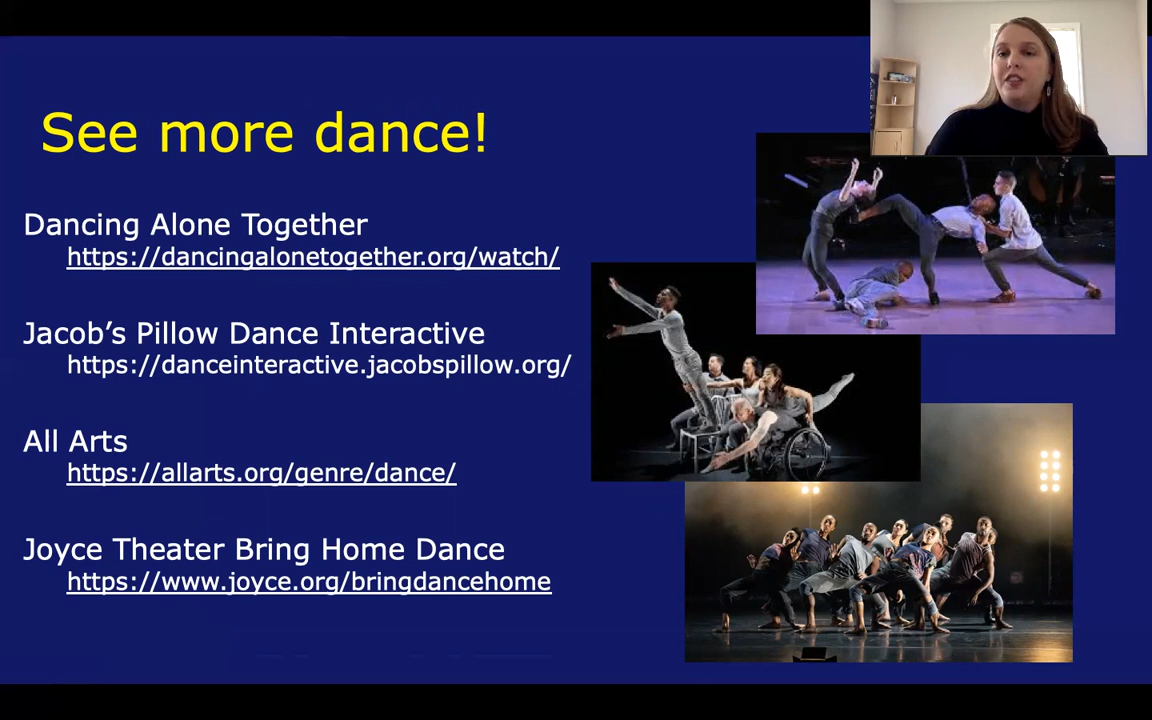 See more dance!
Dancing Alone Together
https://dancingalonetogether.org/watch/
Jacob’s Pillow Dance Interactive
https://danceinteractive.jacobspillow.org/
All Arts
https://allarts.org/genre/dance/
Joyce Theater Bring Home Dance
https://www.joyce.org/bringdancehome